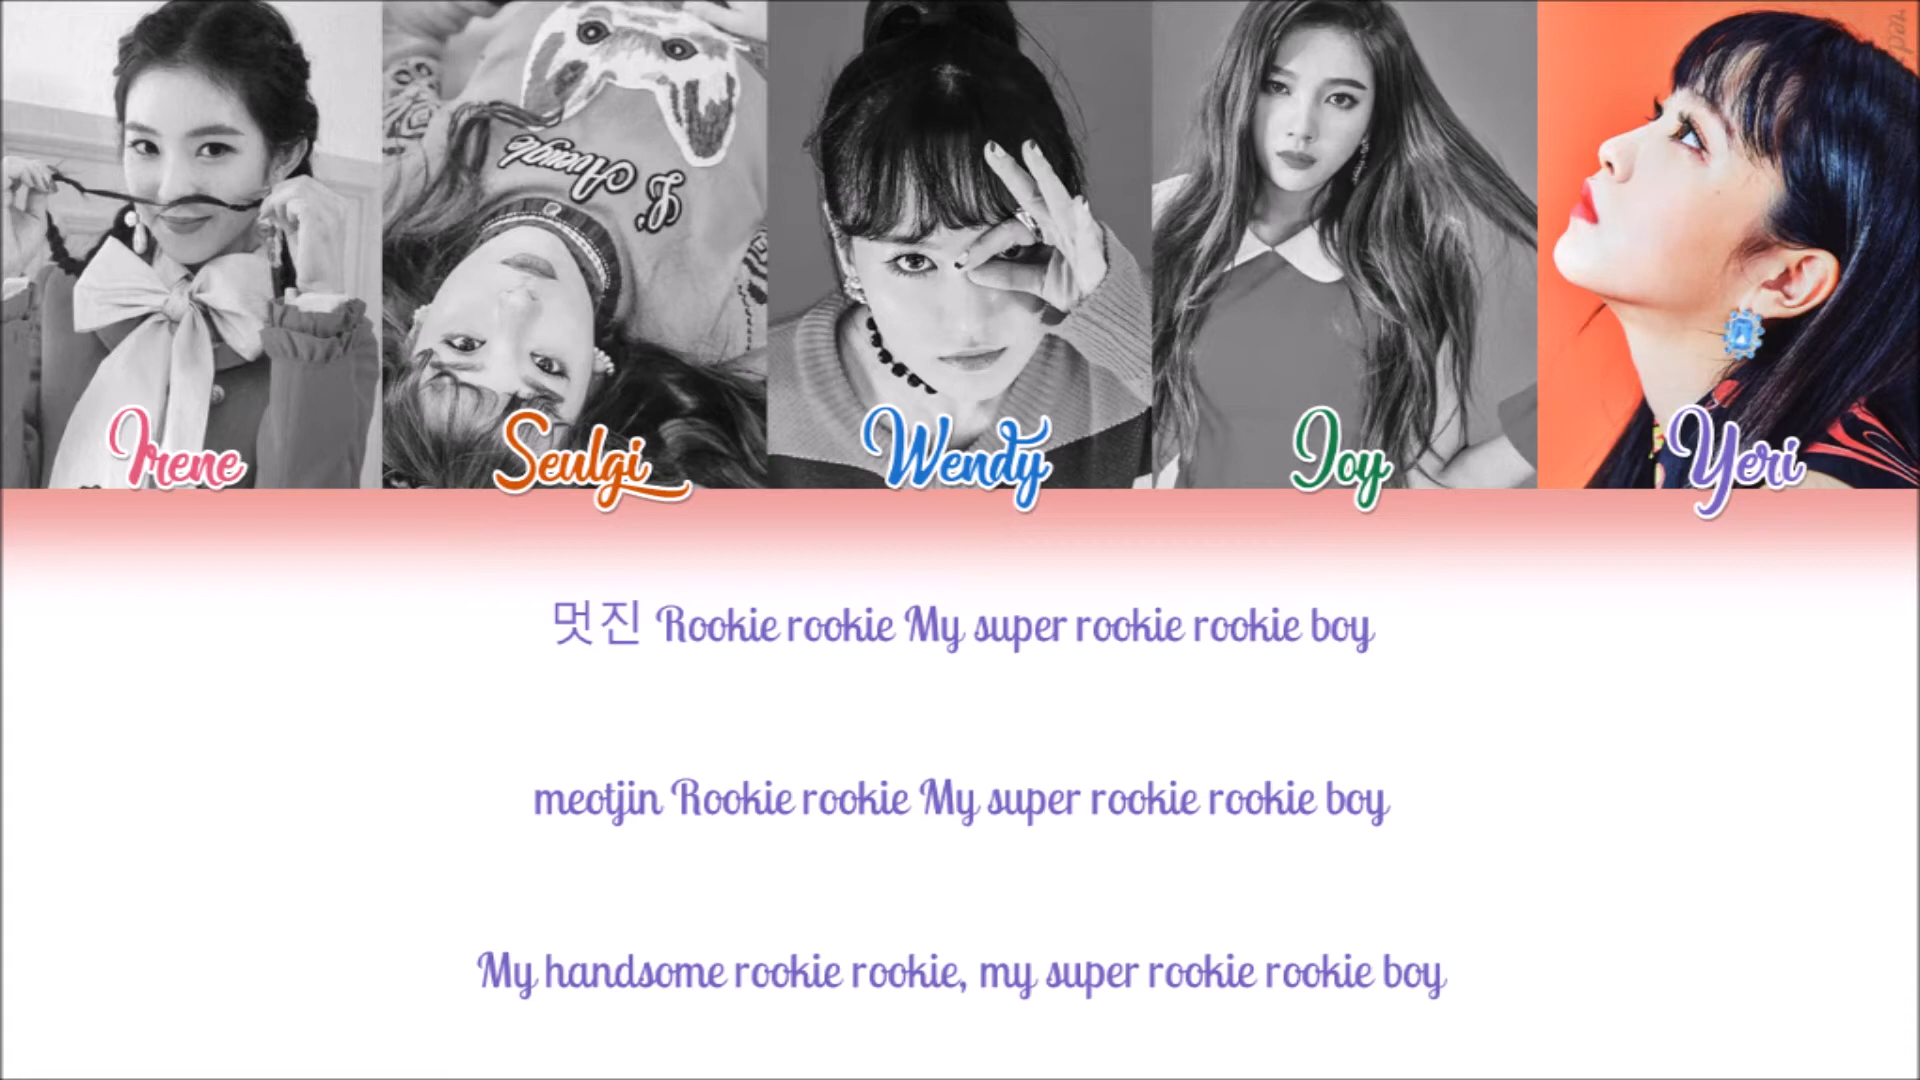 Irene
Seulgi
Wendy
Joy
Yeri
멋진 Rookie rookie My super rookie rookie boy
meotjin Rookie rookie My super rookie rookie boy
My handsome rookie rookie, my super rookie rookie boy